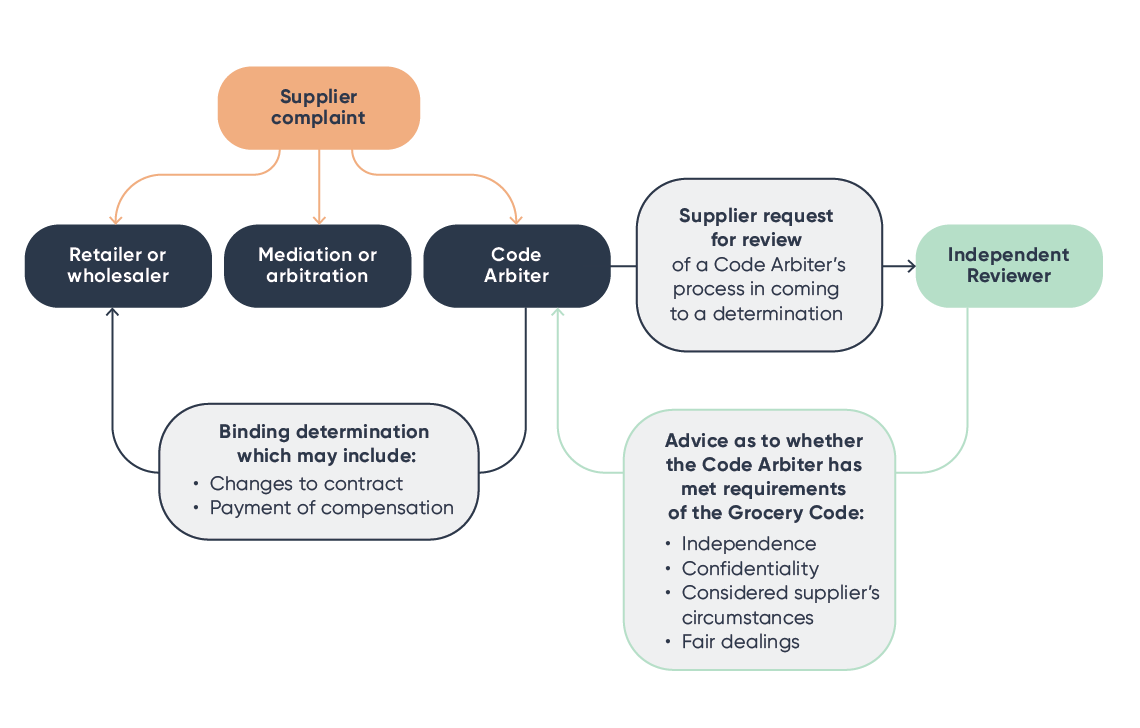 Supplier
complaint
Retailer or
wholesaler
Mediation or
arbitration
Code
Arbiter
Supplier request
for review
of a Code Arbiter’s
process in coming
to a determination
Independent
Reviewer
Binding determination
which may include:
• Changes to contract
• Payment of compensation
Advice as to whether
the Code Arbiter has
met requirements
of the Grocery Code:
• Independence
• Confidentiality
• Considered supplier’s
circumstances
• Fair dealings